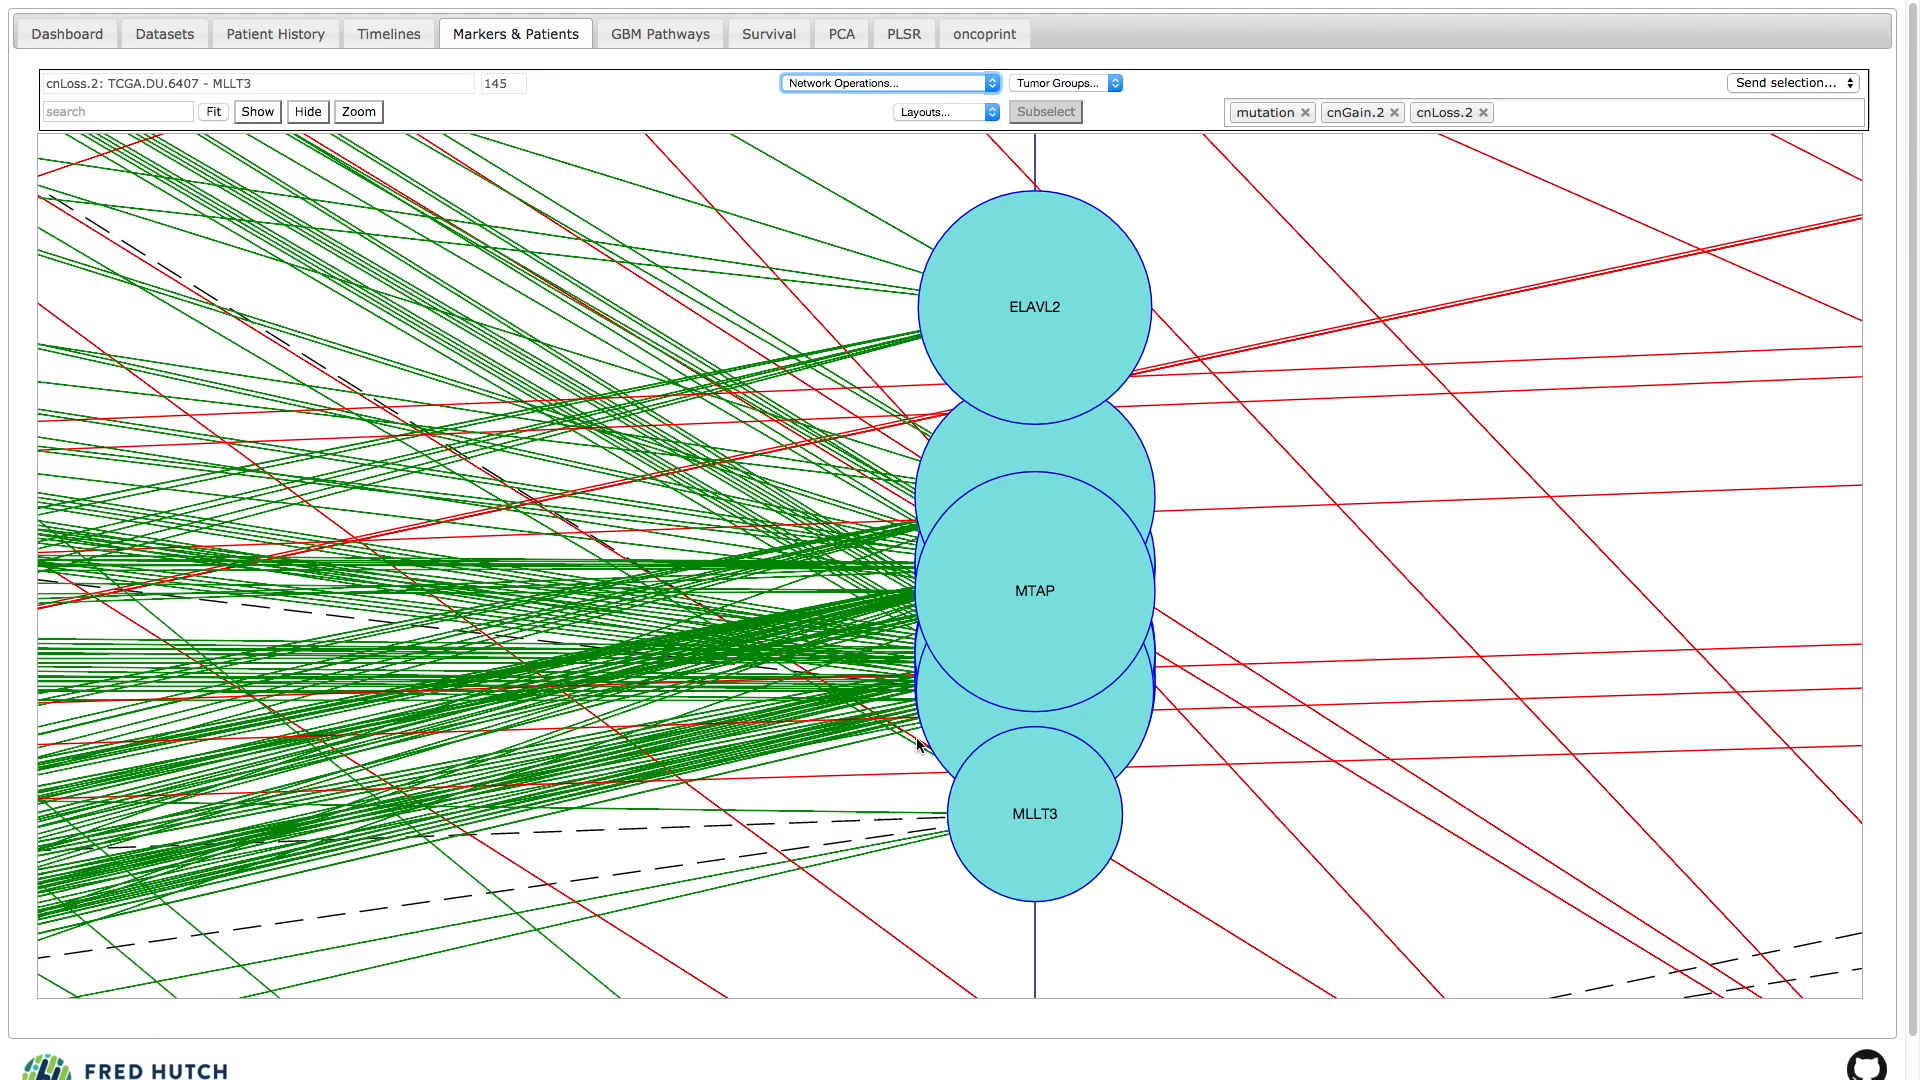 Dashboard Datasets Patient History Timelines Markers & Patients GBM Pathways Survival PCA PLSR oncoprint
cnLoss.2: TCGA.DU.6407 - MLLT3 145 Network Operations... Tumor Groups... Send selection...
search Fit Show Hide Zoom Layouts... Subselect mutation cnGain.2 cnLoss.2
ELAVL2
MTAP
MLLT3
FRED HUTCH